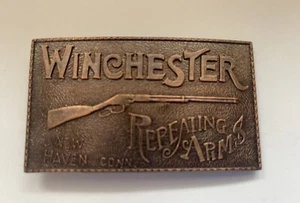 WINCHESTER
REPEATING
NEW
HAVEN CONN.
ARMS